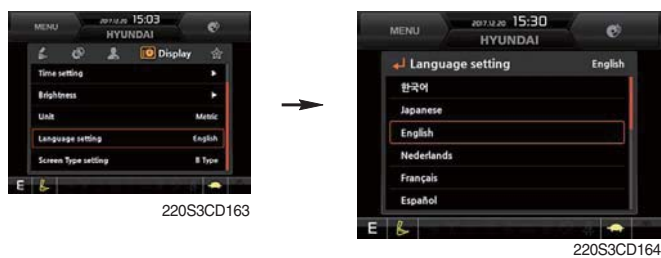 MENU
2017.12.20 15:03
HYUNDAI
Display
Time setting
Brightness
Unit Metric
Language setting English
Screen Type setting B Type
E
220S3CD163
MENU
2017.12.20 15:30
HYUNDAI
Language setting English
한국어
Japanese
English
Nederlands
Français
Español
E
220S3CD164